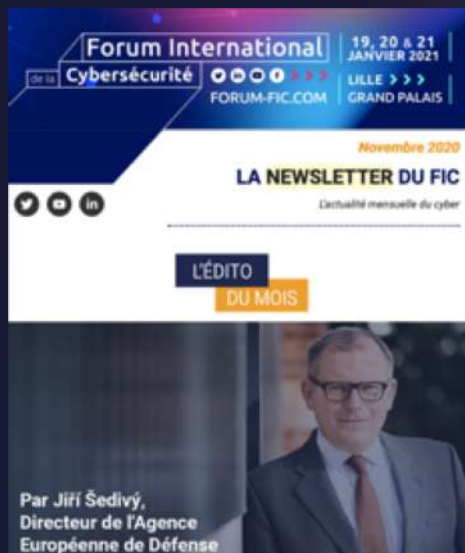 Forum International
de la Cybersécurité
FORUM-FIC.COM
19, 20 & 21
JANVIER 2021
LILLE > > >
GRAND PALAIS
Novembre 2020
LA NEWSLETTER DU FIC
L'actualité mensuelle du cyber
L'ÉDITO
DU MOIS
Par Jiří Šedivý,
Directeur de l'Agence
Européenne de Défense